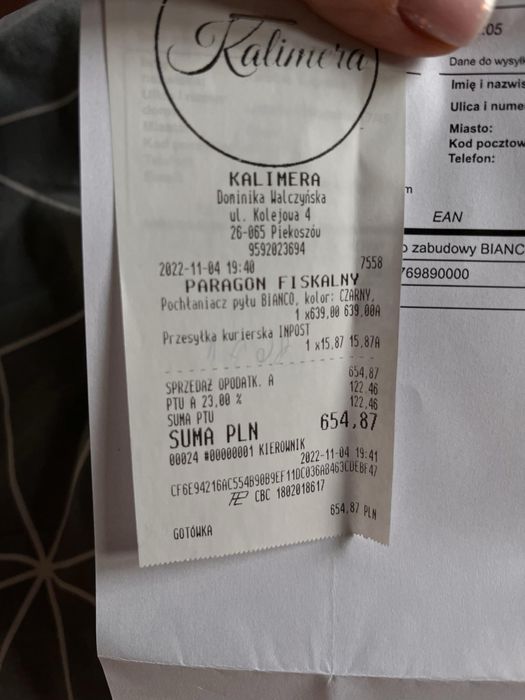 Kalimera
KALIMERA
Dominika Walczyńska
ul. Kolejowa 4
26-065 Piekoszów
9592023694
2022-11-04 19:40 7558
PARAGON FISKALNY
Pochłaniacz pyłu BIANCO, kolor: CZARNY,
1 x639,00 639,00A
Przesyłka kurierska INPOST
1 x15.87 15,87A
SPRZEDAŻ OPODATK. A 654,87
PTU A 23,00 % 122,46
SUMA PTU 122,46
SUMA PLN 654,87
00024 #00000001 KIEROWNIK 2022-11-04 19:41
CF6E94216AC554B90B9EF11DC036A8463CDEBF47
CBC 1802018617
GOTÓWKA 654,87 PLN
:05
Dane do wysyłk
Imię i nazwis
Ulica i nume
Miasto:
Kod pocztow
Telefon:
m
EAN
o zabudowy BIANC
769890000